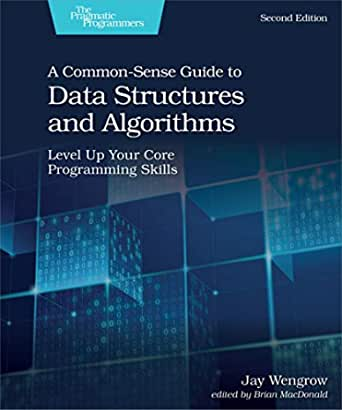 The
Pragmatic
Programmers
Second Edition
A Common-Sense Guide to
Data Structures
and Algorithms
Level Up Your Core
Programming Skills
Jay Wengrow
edited by Brian MacDonald